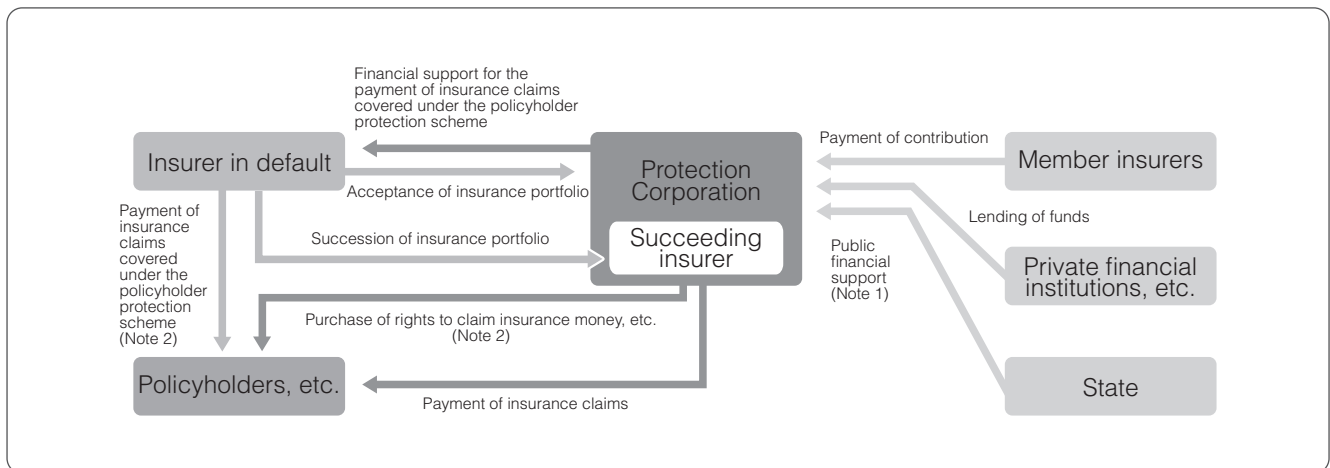 Financial support for the
payment of insurance claims
covered under the policyholder
protection scheme
Insurer in default
Acceptance of insurance portfolio
Protection
Corporation
Payment of contribution
Member insurers
Payment of
insurance
claims
covered
under the
policyholder
protection
scheme
(Note 2)
Succession of insurance portfolio
Succeeding
insurer
Lending of funds
Public
financial
support
(Note 1)
Private financial
institutions, etc.
Purchase of rights to claim insurance money, etc.
(Note 2)
Policyholders, etc.
Payment of insurance claims
State